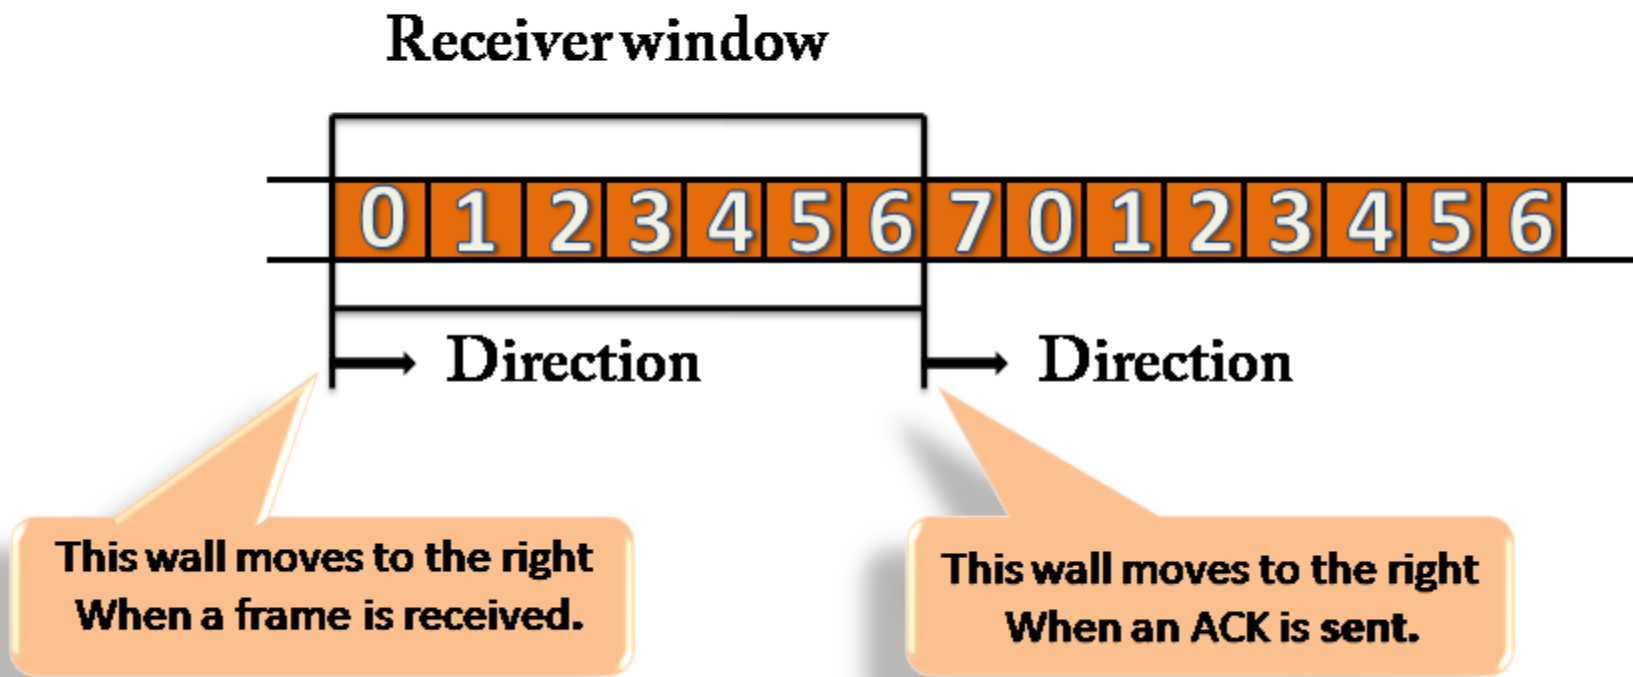 Receiver window
0 1 2 3 4 5 6 7 0 1 2 3 4 5 6
Direction
Direction
This wall moves to the right
When a frame is received.
This wall moves to the right
When an ACK is sent.